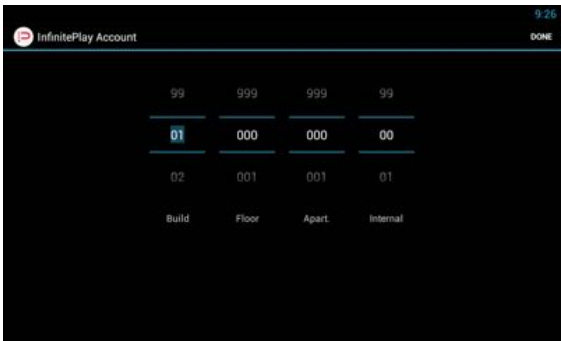 9:26
InfinitePlay Account DONE
99 999 999 99
01 000 000 00
02 001 001 01
Build. Floor Apart. Internal